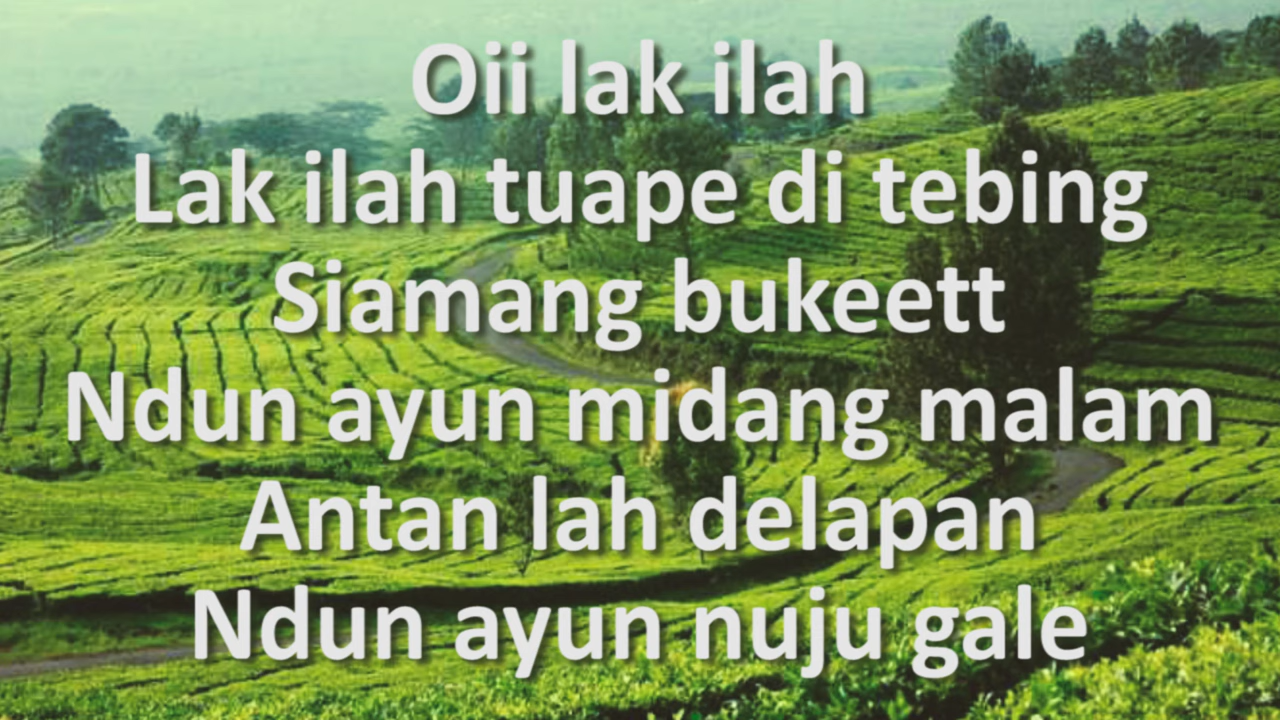 Oii lak ilah
Lak ilah tuape di tebing
Siamang bukeett
Ndun ayun midang malam
Antan lah delapan
Ndun ayun nuju gale